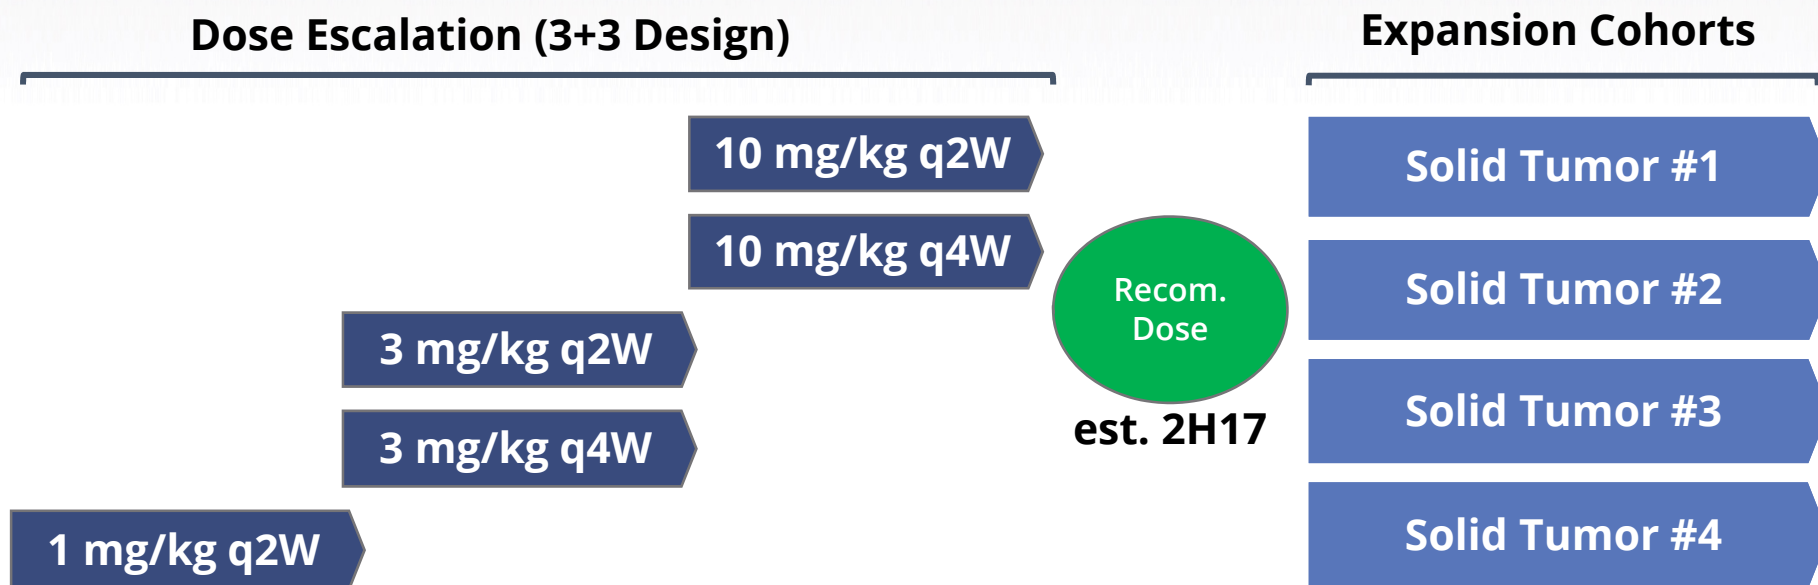 Dose Escalation (3+3 Design)
Expansion Cohorts
10 mg/kg q2W
10 mg/kg q4W
3 mg/kg q2W
3 mg/kg q4W
1 mg/kg q2W
Recom.
Dose
est. 2H17
Solid Tumor #1
Solid Tumor #2
Solid Tumor #3
Solid Tumor #4